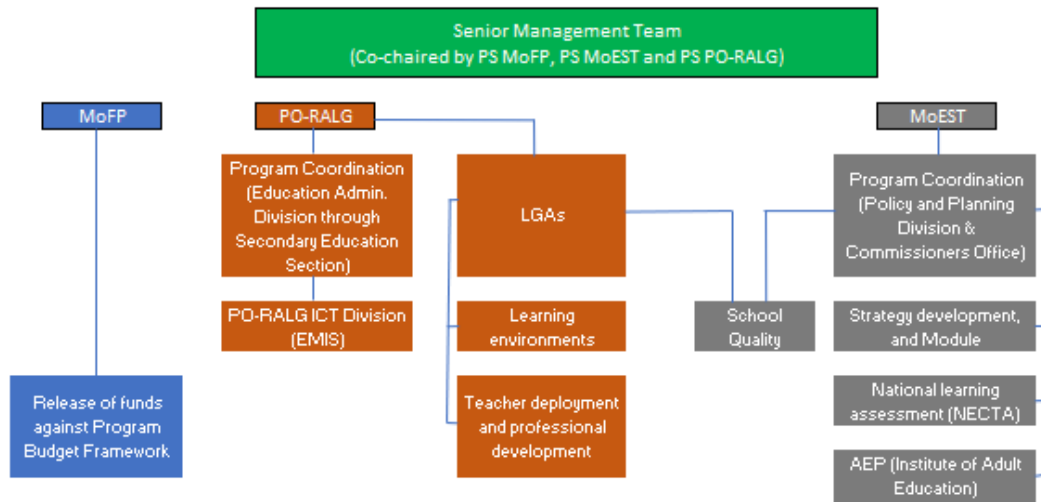 Senior Management Team
(Co-chaired by PS MoFP, PS MoEST and PS PO-RALG)
MoFP
PO-RALG
MoEST
Program Coordination
(Education Admin.
Division through
Secondary Education
Section)
LGAs
Program Coordination
(Policy and Planning
Division &
Commissioners Office)
PO-RALG ICT Division
(EMIS)
Learning
environments
School
Quality
Strategy development,
and Module
Release of funds
against Program
Budget Framework
Teacher deployment
and professional
development
National learning
assessment (NECTA)
AEP (Institute of Adult
Education)